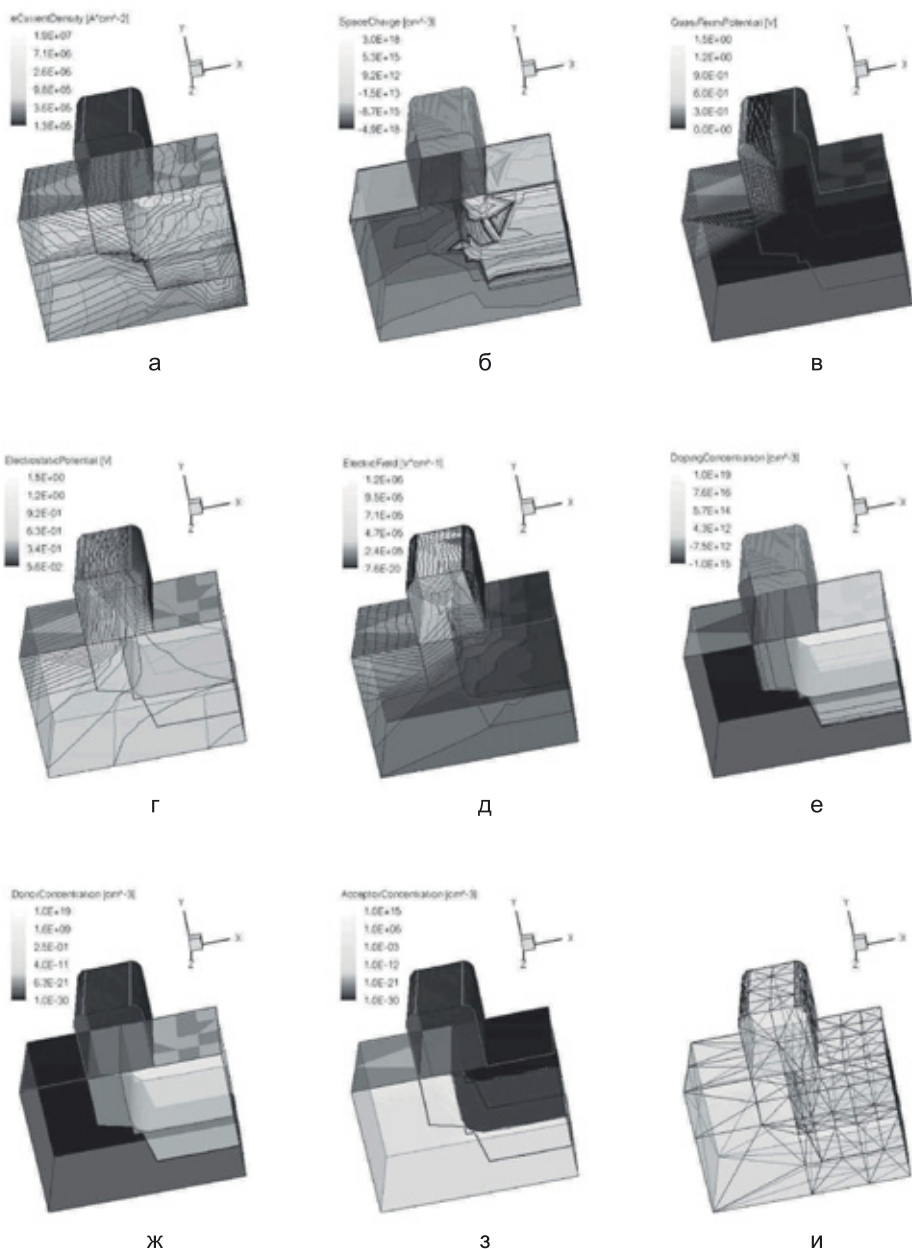 eCurrentDensity [A*cm^-2]
1.9E+07
7.1E+06
2.6E+06
9.8E+05
3.6E+05
1.3E+05
Y
X
Z
а
SpaceCharge [cm^-3]
3.0E+18
5.3E+15
9.2E+12
-1.5E+13
-8.7E+15
-4.9E+18
Y
X
Z
б
QuasiFermiPotential [V]
1.5E+00
1.2E+00
9.0E-01
6.0E-01
3.0E-01
0.0E+00
Y
X
Z
в
ElectrostaticPotential [V]
1.5E+00
1.2E+00
9.2E-01
6.3E-01
3.4E-01
5.6E-02
Y
X
Z
г
ElectricField [V*cm^-1]
1.2E+06
9.5E+05
7.1E+05
4.7E+05
2.4E+05
7.6E-20
Y
X
Z
д
DopingConcentration [cm^-3]
1.0E+19
7.6E+16
5.7E+14
4.3E+12
-7.5E+12
-1.0E+15
Y
X
Z
е
DonorConcentration [cm^-3]
1.0E+19
1.6E+09
2.5E-01
4.0E-11
6.3E-21
1.0E-30
Y
X
Z
ж
AcceptorConcentration [cm^-3]
1.0E+15
1.0E+06
1.0E-03
1.0E-12
1.0E-21
1.0E-30
Y
X
Z
з
Y
X
Z
и